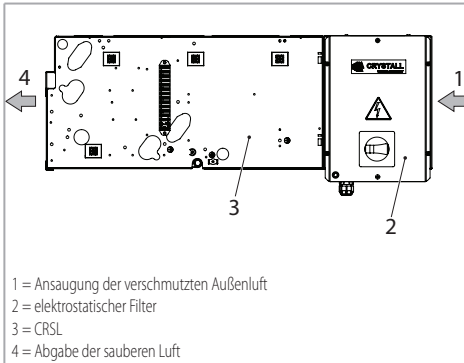 4
CRYSTALL
1
3
2
1 = Ansaugung der verschmutzten Außenluft
2 = elektrostatischer Filter
3 = CRSL
4 = Abgabe der sauberen Luft